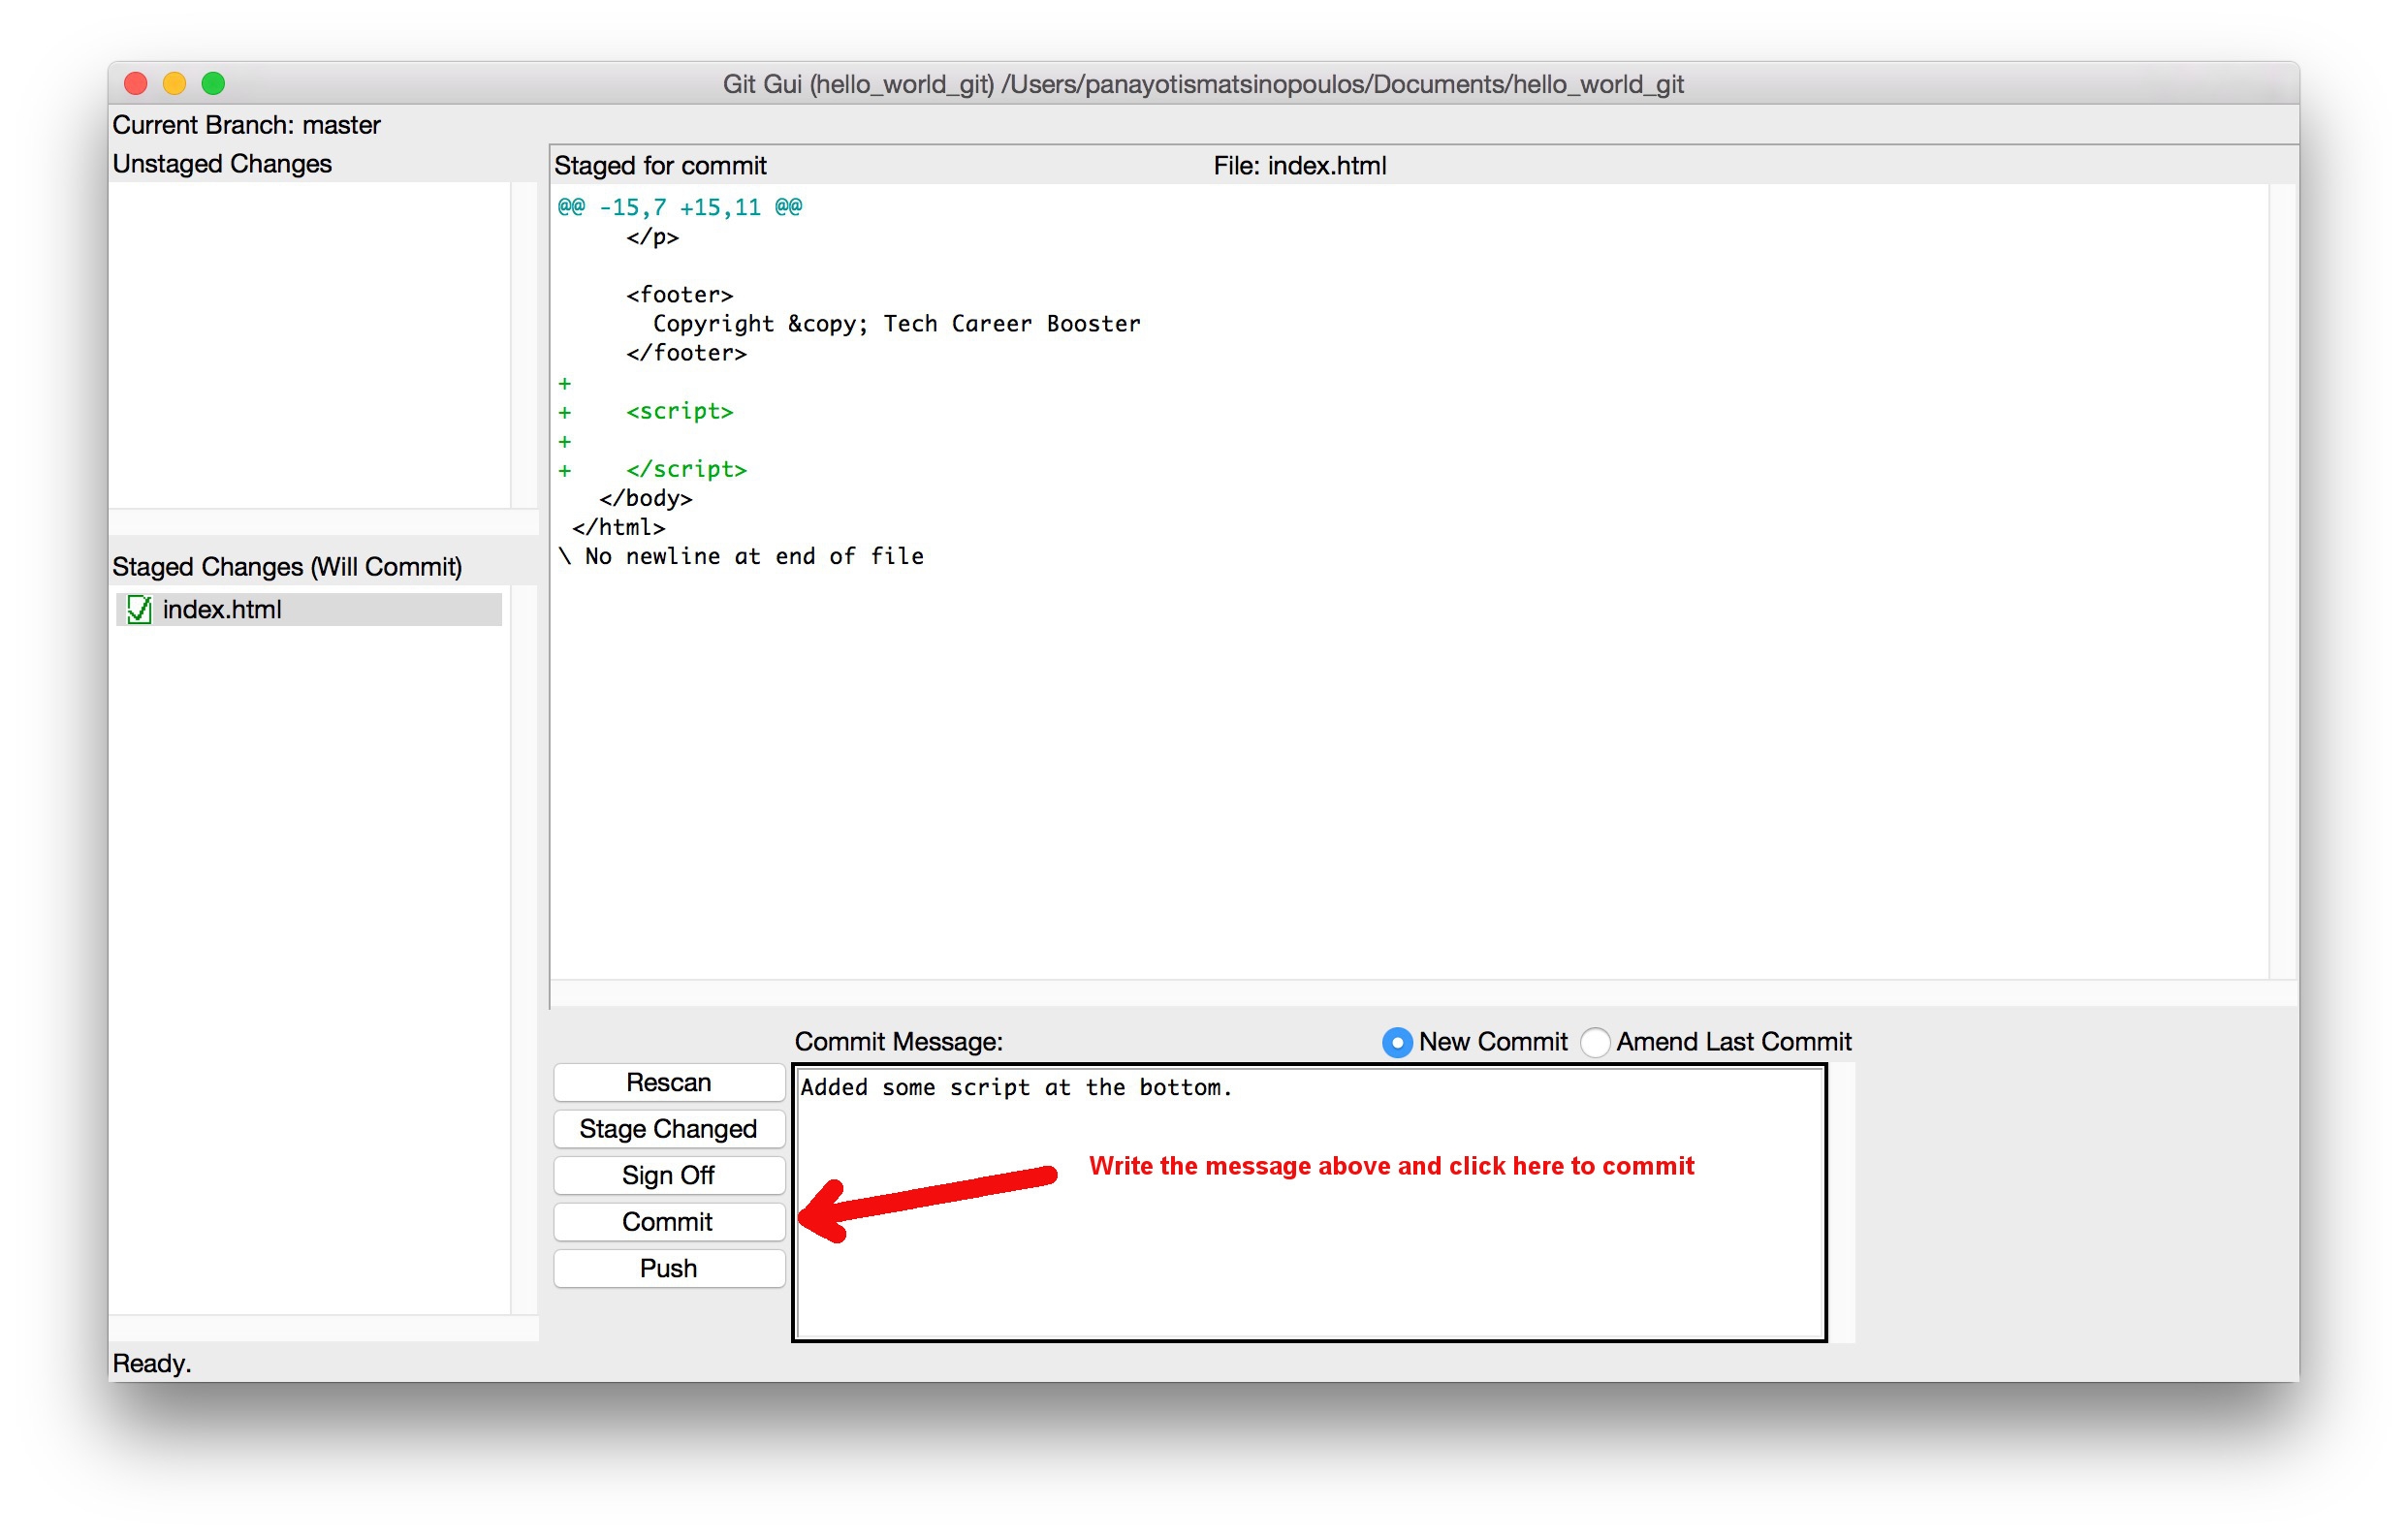 Git Gui (hello_world_git) /Users/panayotismatsinopoulos/Documents/hello_world_git
Current Branch: master
Unstaged Changes
Staged for commit File: index.html
@@ -15,7 +15,11 @@
</p>
<footer>
Copyright &copy; Tech Career Booster
</footer>
+
+ <script>
+
+ </script>
</body>
</html>
\ No newline at end of file
Staged Changes (Will Commit)
index.html
Commit Message: New Commit Amend Last Commit
Rescan
Stage Changed
Sign Off
Commit
Push
Added some script at the bottom.
Write the message above and click here to commit
Ready.